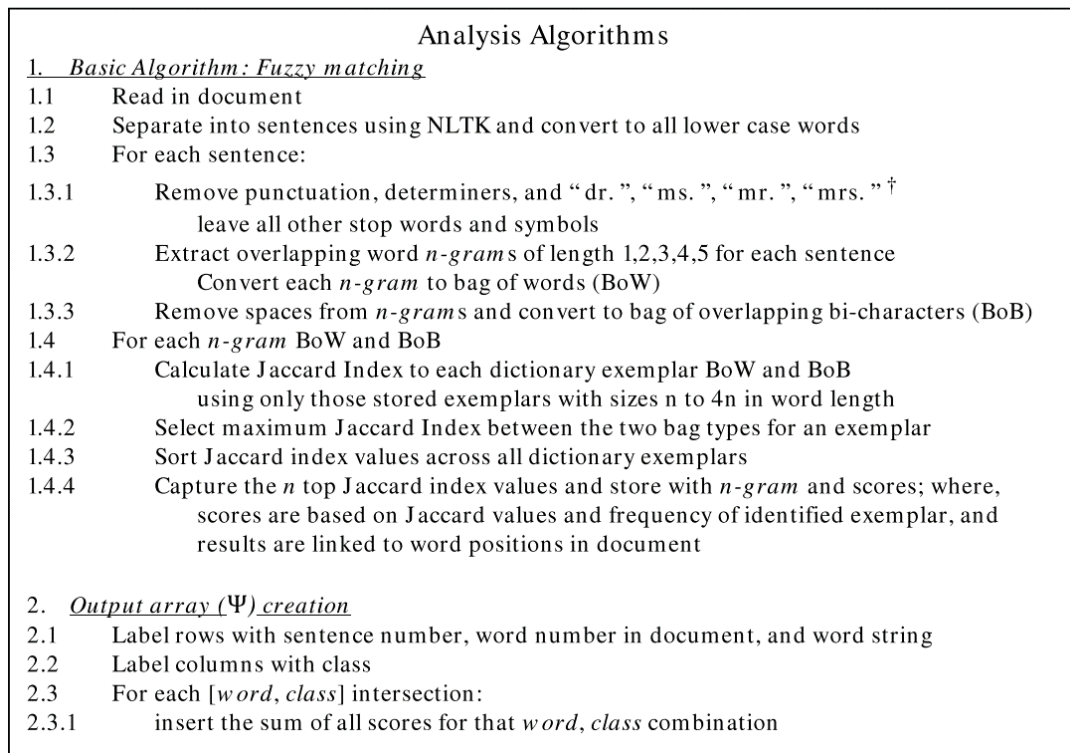 Analysis Algorithms
1. Basic Algorithm: Fuzzy matching
1.1 Read in document
1.2 Separate into sentences using NLTK and convert to all lower case words
1.3 For each sentence:
1.3.1 Remove punctuation, determiners, and “dr.”, “ms.”, “mr.”, “mrs.” †
leave all other stop words and symbols
1.3.2 Extract overlapping word n-grams of length 1,2,3,4,5 for each sentence
Convert each n-gram to bag of words (BoW)
1.3.3 Remove spaces from n-grams and convert to bag of overlapping bi-characters (BoB)
1.4 For each n-gram BoW and BoB
1.4.1 Calculate Jaccard Index to each dictionary exemplar BoW and BoB
using only those stored exemplars with sizes n to 4n in word length
1.4.2 Select maximum Jaccard Index between the two bag types for an exemplar
1.4.3 Sort Jaccard index values across all dictionary exemplars
1.4.4 Capture the n top Jaccard index values and store with n-gram and scores; where,
scores are based on Jaccard values and frequency of identified exemplar, and
results are linked to word positions in document
2. Output array (Ψ) creation
2.1 Label rows with sentence number, word number in document, and word string
2.2 Label columns with class
2.3 For each [word, class] intersection:
2.3.1 insert the sum of all scores for that word, class combination